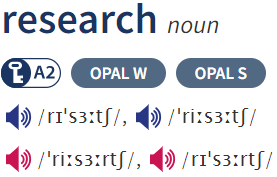 research noun
A2 OPAL W OPAL S
/rɪˈsɜːtʃ/, /ˈriːsɜːtʃ/
/ˈriːsɜːrtʃ/, /rɪˈsɜːrtʃ/